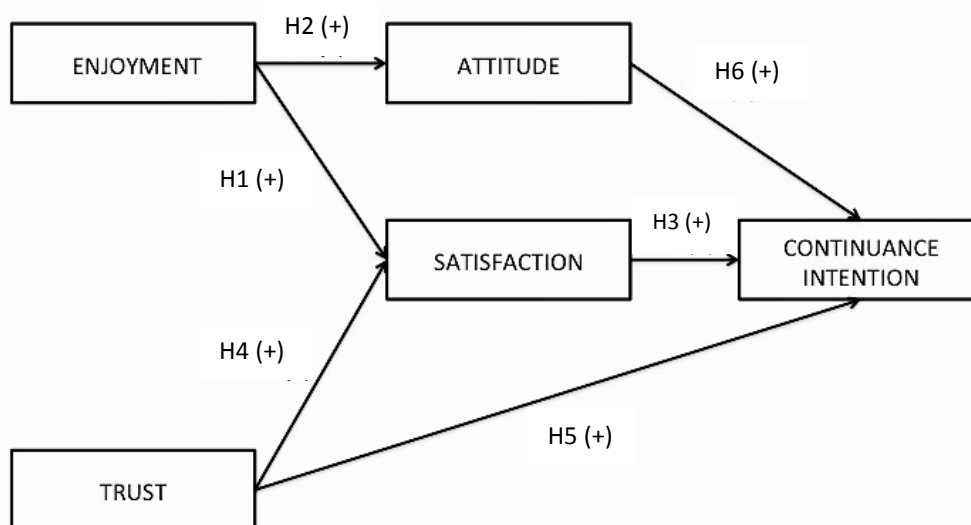 H2 (+)
ENJOYMENT
ATTITUDE
H6 (+)
H1 (+)
H3 (+)
SATISFACTION
CONTINUANCE
INTENTION
H4 (+)
H5 (+)
TRUST